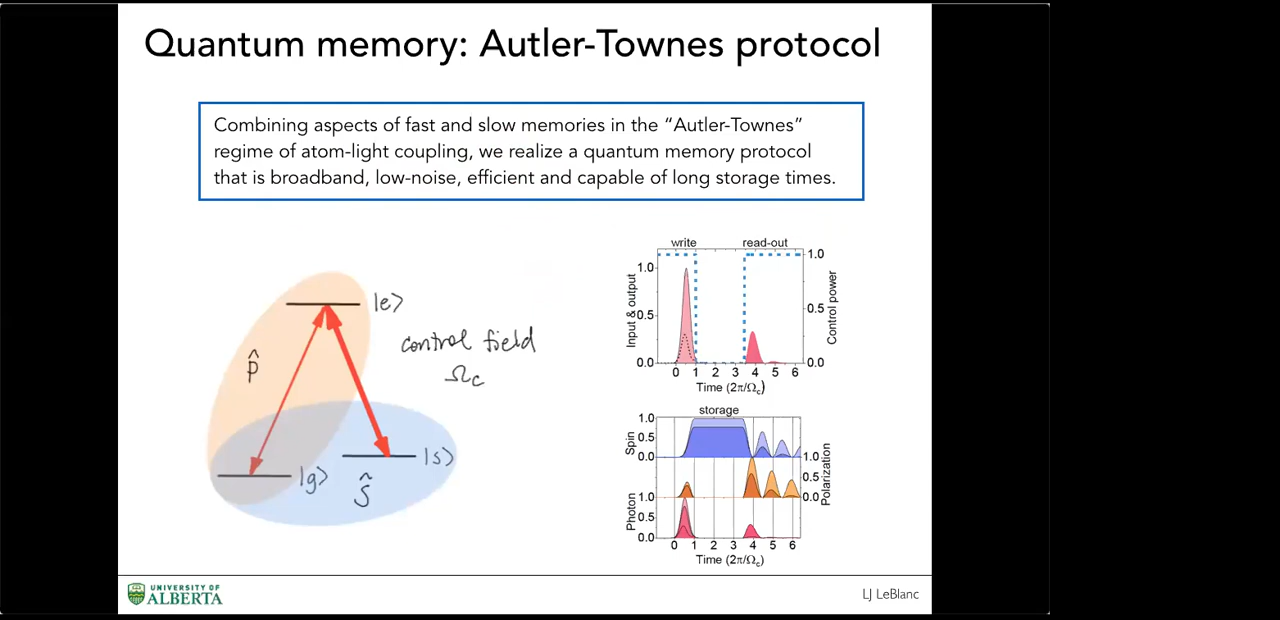 Quantum memory: Autler-Townes protocol
Combining aspects of fast and slow memories in the “Autler-Townes”
regime of atom-light coupling, we realize a quantum memory protocol
that is broadband, low-noise, efficient and capable of long storage times.
|e>
control field
Ωc
p̂
|g>
|s>
Ŝ
write read-out
Input & output
1.0
0.5
0.0
1.0
0.5
0.0
Control power
0 1 2 3 4 5 6
Time (2π/Ωc)
storage
Spin
1.0
0.5
0.0
1.0
0.5
0.0
Polarization
Photon
1.0
0.5
0.0
0 1 2 3 4 5 6
Time (2π/Ωc)
UNIVERSITY OF
ALBERTA
LJ LeBlanc